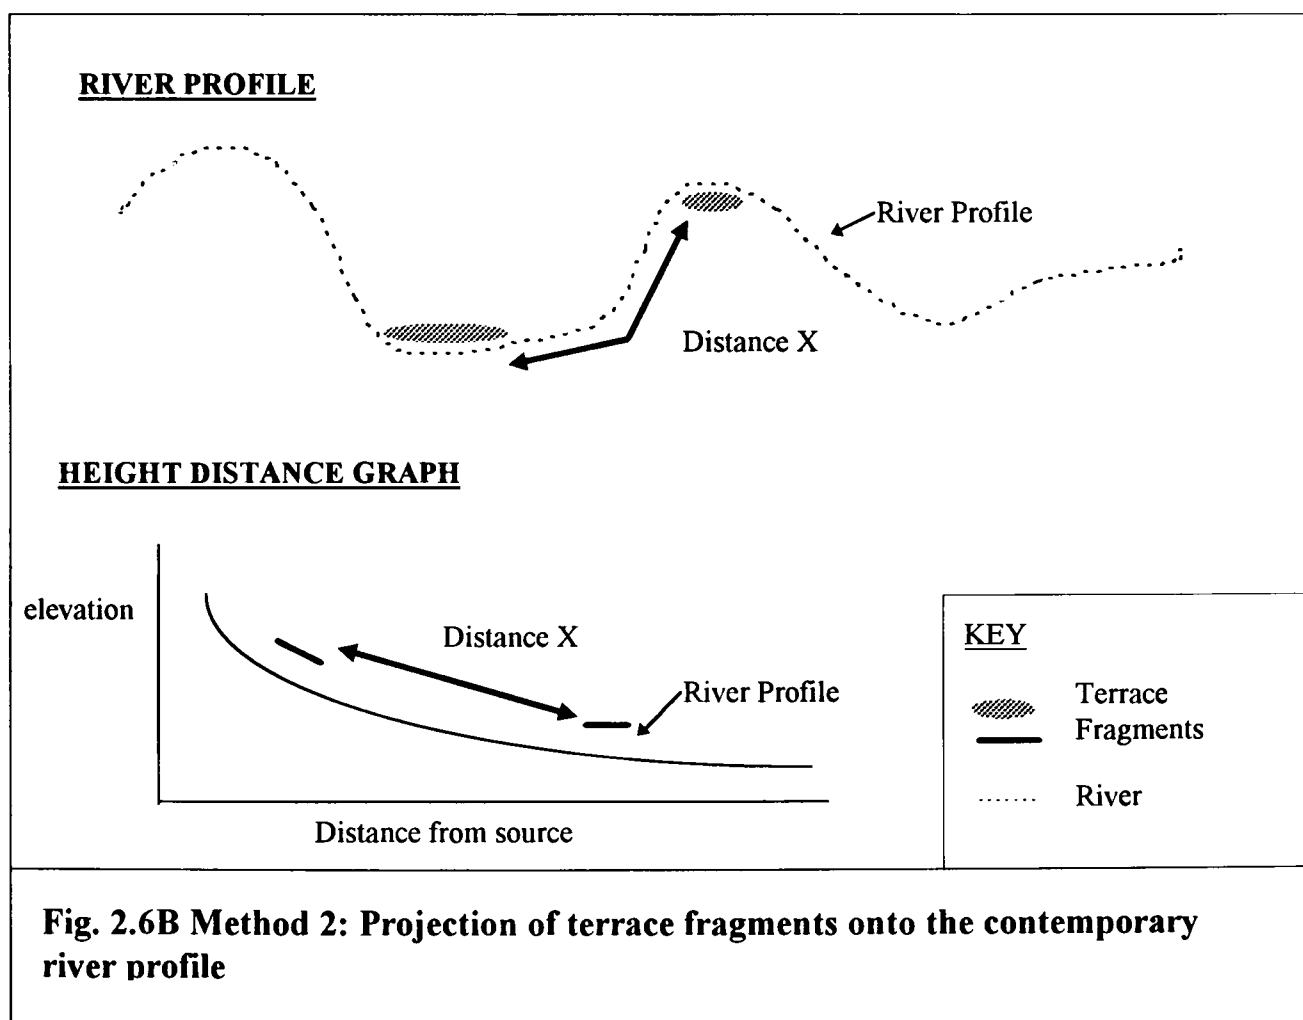 RIVER PROFILE
River Profile
Distance X
HEIGHT DISTANCE GRAPH
elevation
Distance X
River Profile
Distance from source
KEY
Terrace
Fragments
River
Fig. 2.6B Method 2: Projection of terrace fragments onto the contemporary
river profile